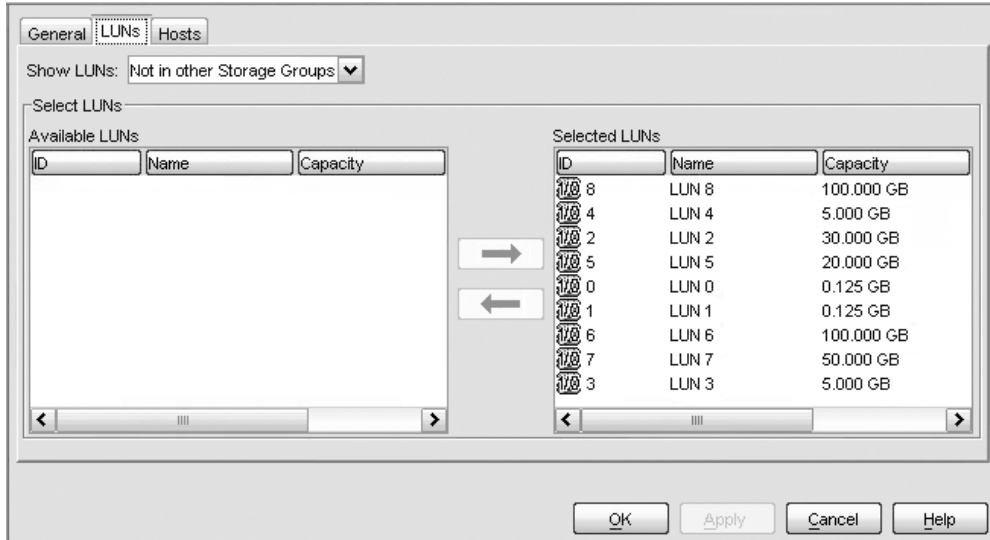 General LUNs Hosts
Show LUNs: Not in other Storage Groups
Select LUNs
Available LUNs
ID Name Capacity
Selected LUNs
ID Name Capacity
8 LUN 8 100.000 GB
4 LUN 4 5.000 GB
2 LUN 2 30.000 GB
5 LUN 5 20.000 GB
0 LUN 0 0.125 GB
1 LUN 1 0.125 GB
6 LUN 6 100.000 GB
7 LUN 7 50.000 GB
3 LUN 3 5.000 GB
OK Apply Cancel Help